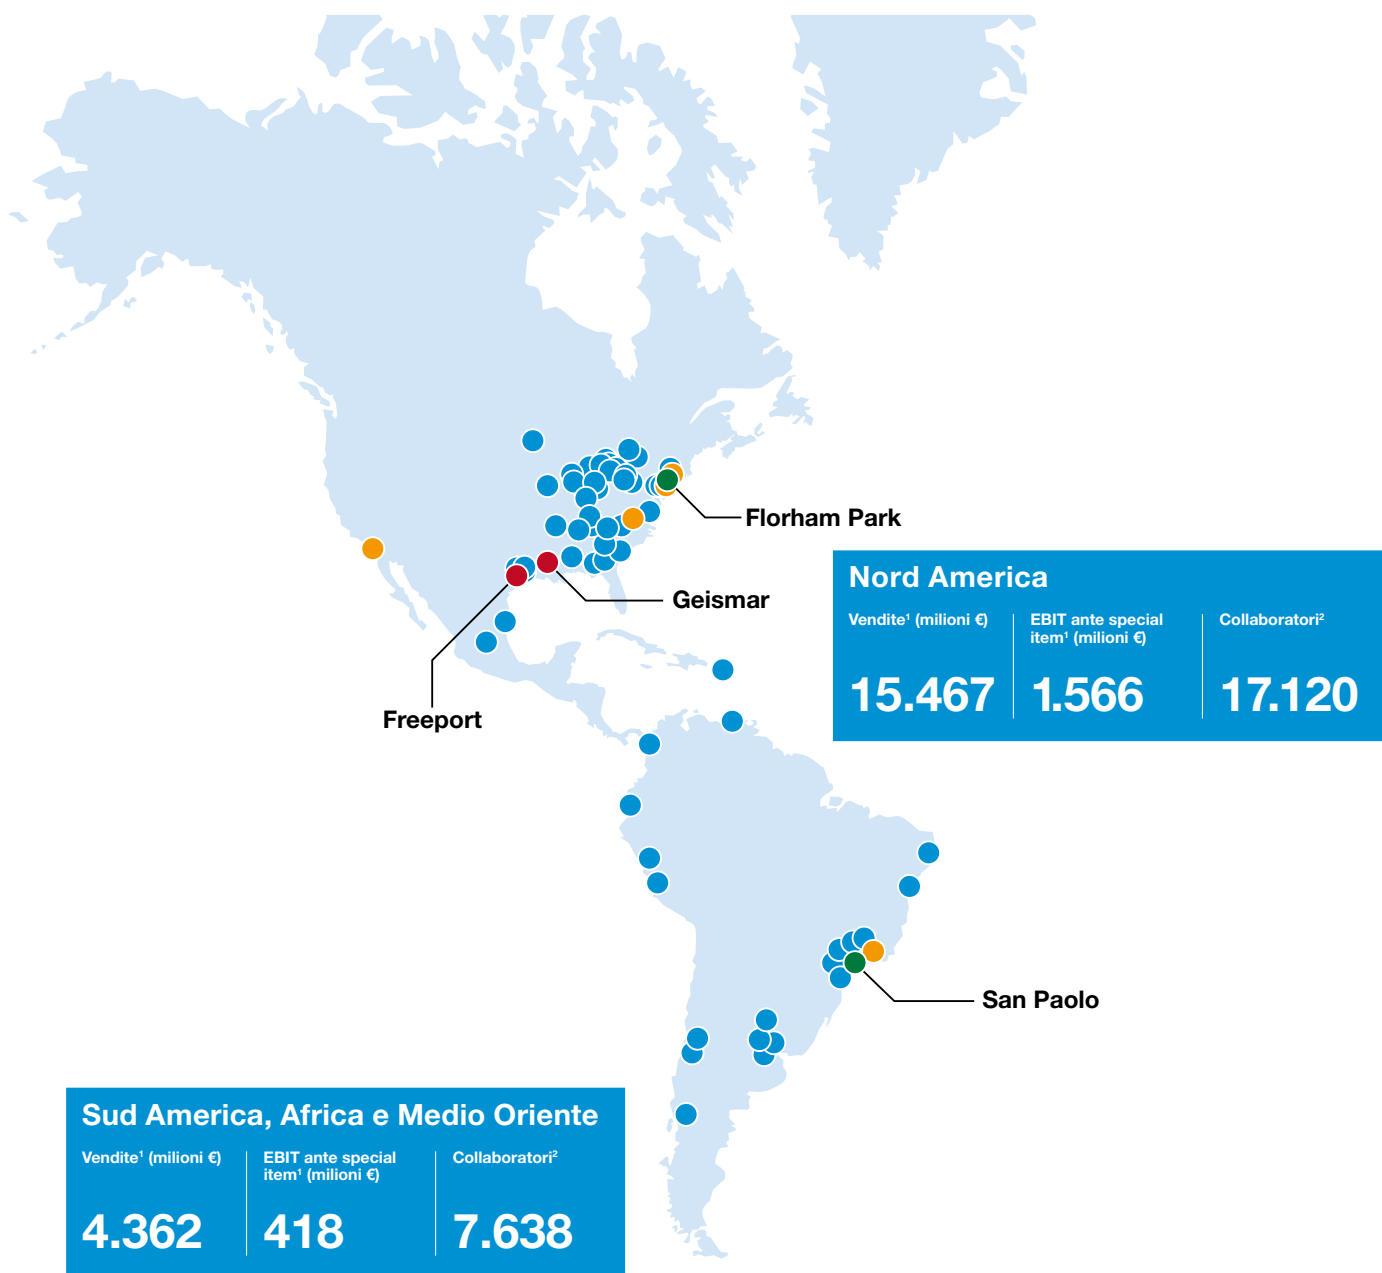 Florham Park
Geismar
Freeport
Nord America
Vendite¹ (milioni €)
EBIT ante special
item¹ (milioni €)
Collaboratori²
15.467
1.566
17.120
San Paolo
Sud America, Africa e Medio Oriente
Vendite¹ (milioni €)
EBIT ante special
item¹ (milioni €)
Collaboratori²
4.362
418
7.638